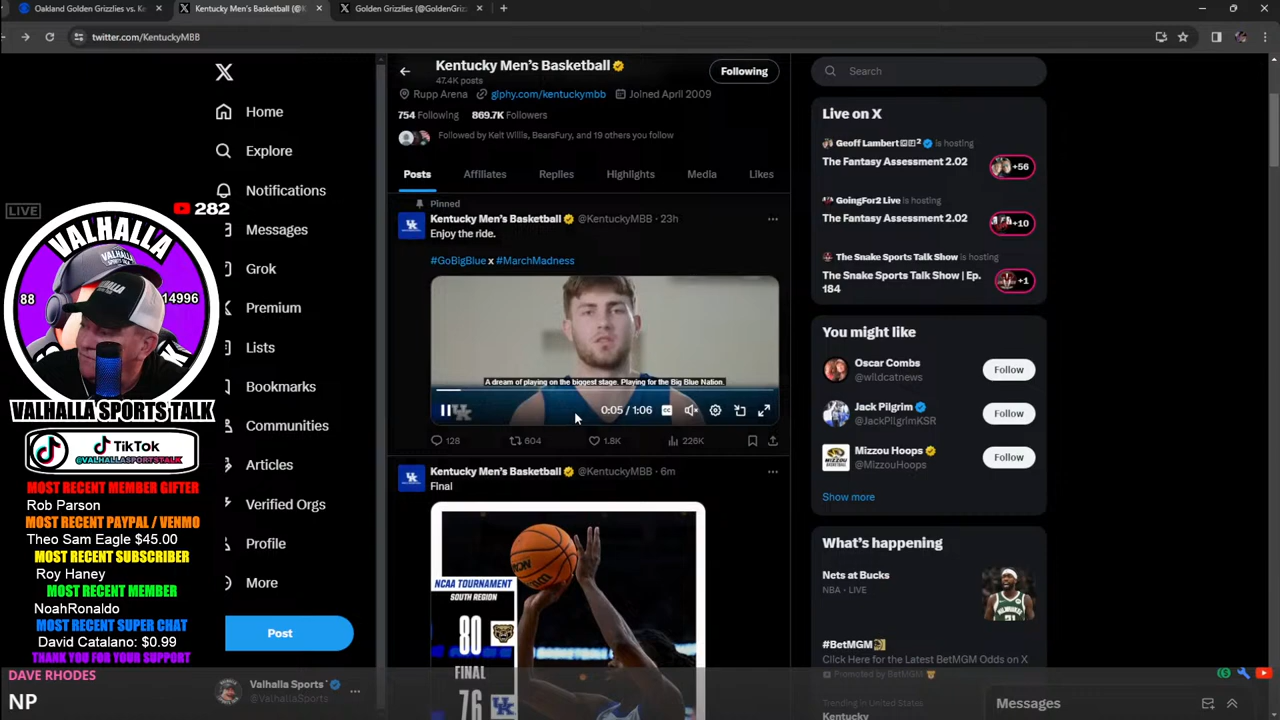 Oakland Golden Grizzlies vs. Ke
Kentucky Men's Basketball (@K
Golden Grizzlies (@GoldenGriz
twitter.com/KentuckyMBB
Home
Explore
Notifications
Messages
Grok
Premium
Lists
Bookmarks
Communities
Articles
Verified Orgs
Profile
More
Post
Valhalla Sports
@ValhallaSports
LIVE
282
VALHALLA
88
14996
VALHALLA SPORTS TALK
TikTok
@VALHALLASPORTSTALK
MOST RECENT MEMBER GIFTER
Rob Parson
MOST RECENT PAYPAL / VENMO
Theo Sam Eagle $45.00
MOST RECENT SUBSCRIBER
Roy Haney
MOST RECENT MEMBER
NoahRonaldo
MOST RECENT SUPER CHAT
David Catalano: $0.99
THANK YOU FOR YOUR SUPPORT
DAVE RHODES
NP
Kentucky Men's Basketball
47.4K posts
Following
Rupp Arena glphy.com/kentuckymbb Joined April 2009
754 Following 869.7K Followers
Followed by Kelt Willis, BearsFury, and 19 others you follow
Posts Affiliates Replies Highlights Media Likes
Pinned
Kentucky Men's Basketball @KentuckyMBB · 23h
Enjoy the ride.
#GoBigBlue x #MarchMadness
A dream of playing on the biggest stage. Playing for the Big Blue Nation.
0:05 / 1:06
128 604 1.8K 226K
Kentucky Men's Basketball @KentuckyMBB · 6m
Final
NCAA TOURNAMENT
SOUTH REGION
80
FINAL
76
Search
Live on X
Geoff Lambert is hosting
The Fantasy Assessment 2.02
+56
GoingFor2 Live is hosting
The Fantasy Assessment 2.02
+10
The Snake Sports Talk Show is hosting
The Snake Sports Talk Show | Ep.
184
+1
You might like
Oscar Combs
@wildcatnews
Follow
Jack Pilgrim
@JackPilgrimKSR
Follow
Mizzou Hoops
@MizzouHoops
Follow
Show more
What's happening
Nets at Bucks
NBA · LIVE
#BetMGM
Click Here for the Latest BetMGM Odds on X
Promoted by BetMGM
Trending in United States
Kentucky
Messages